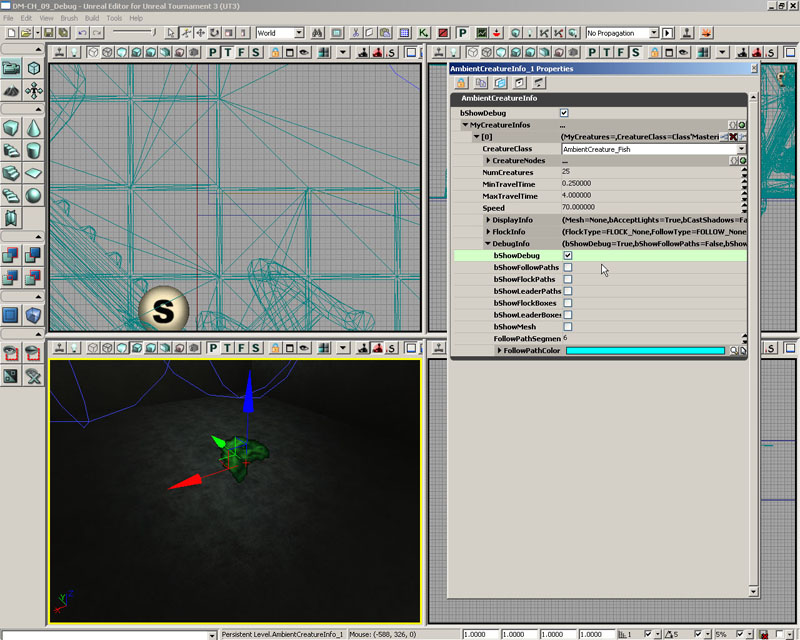 DM-CH_09_Debug - Unreal Editor for Unreal Tournament 3 (UT3)
File Edit View Brush Build Tools Help
World
P
No Propagation
P T F S
P T F S
AmbientCreatureInfo_1 Properties
AmbientCreatureInfo
bShowDebug
MyCreatureInfos ...
[0] (MyCreatures=,CreatureClass=Class'Masteri
CreatureClass AmbientCreature_Fish
CreatureNodes ...
NumCreatures 25
MinTravelTime 0.250000
MaxTravelTime 4.000000
Speed 70.000000
DisplayInfo (Mesh=None,bAcceptLights=True,bCastShadows=Fa
FlockInfo (FlockType=FLOCK_None,FollowType=FOLLOW_None
DebugInfo (bShowDebug=True,bShowFollowPaths=False,bShow
bShowDebug
bShowFollowPaths
bShowFlockPaths
bShowLeaderPaths
bShowFlockBoxes
bShowLeaderBoxes
bShowMesh
FollowPathSegmen 6
FollowPathColor
S
P T F S
Persistent Level.AmbientCreatureInfo_1 Mouse: (-588, 326, 0) 1.0000 1.0000 1.0000 1.0000 1 4 5%